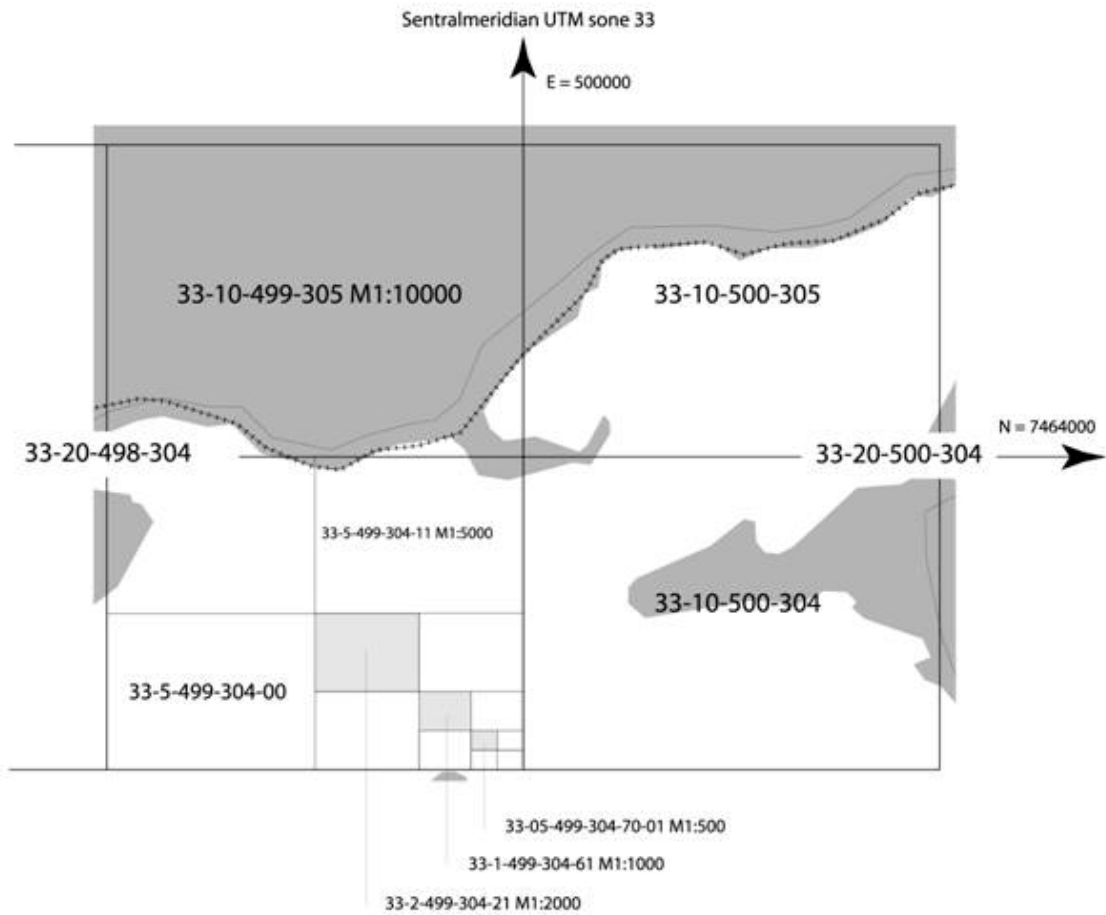 Sentralmeridian UTM sone 33
E = 500000
33-10-499-305 M1:10000
33-10-500-305
N = 7464000
33-20-498-304
33-20-500-304
33-5-499-304-11 M1:5000
33-10-500-304
33-5-499-304-00
33-05-499-304-70-01 M1:500
33-1-499-304-61 M1:1000
33-2-499-304-21 M1:2000